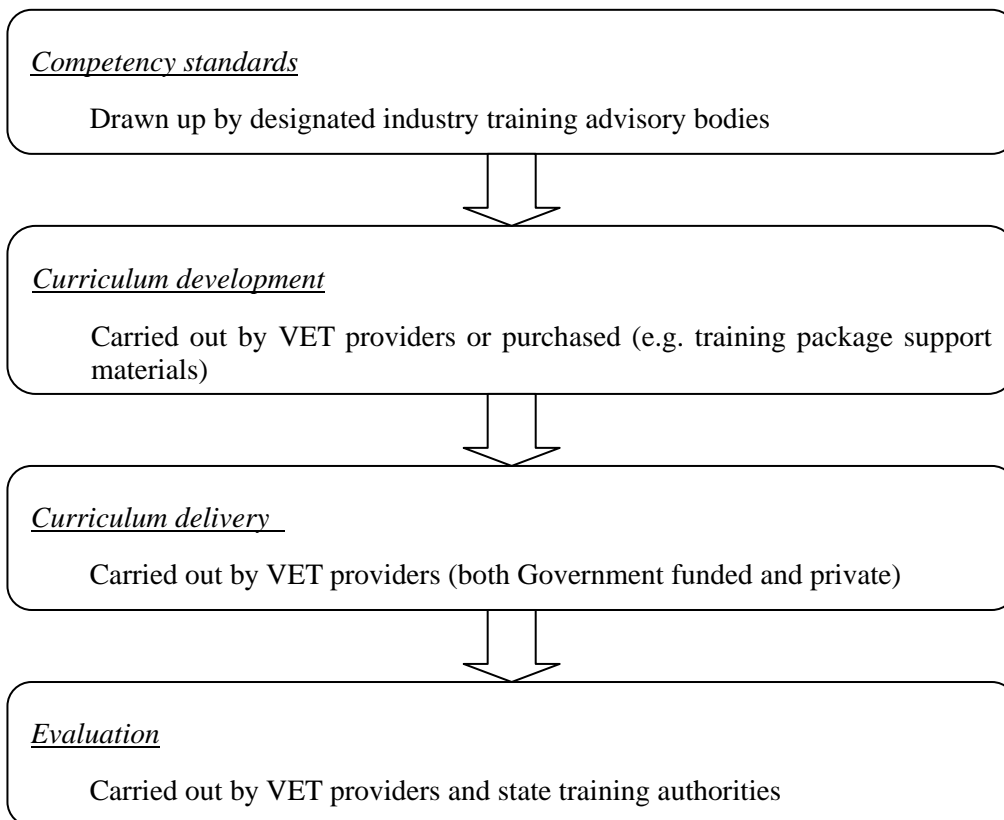 Competency standards
Drawn up by designated industry training advisory bodies
Curriculum development
Carried out by VET providers or purchased (e.g. training package support
materials)
Curriculum delivery
Carried out by VET providers (both Government funded and private)
Evaluation
Carried out by VET providers and state training authorities